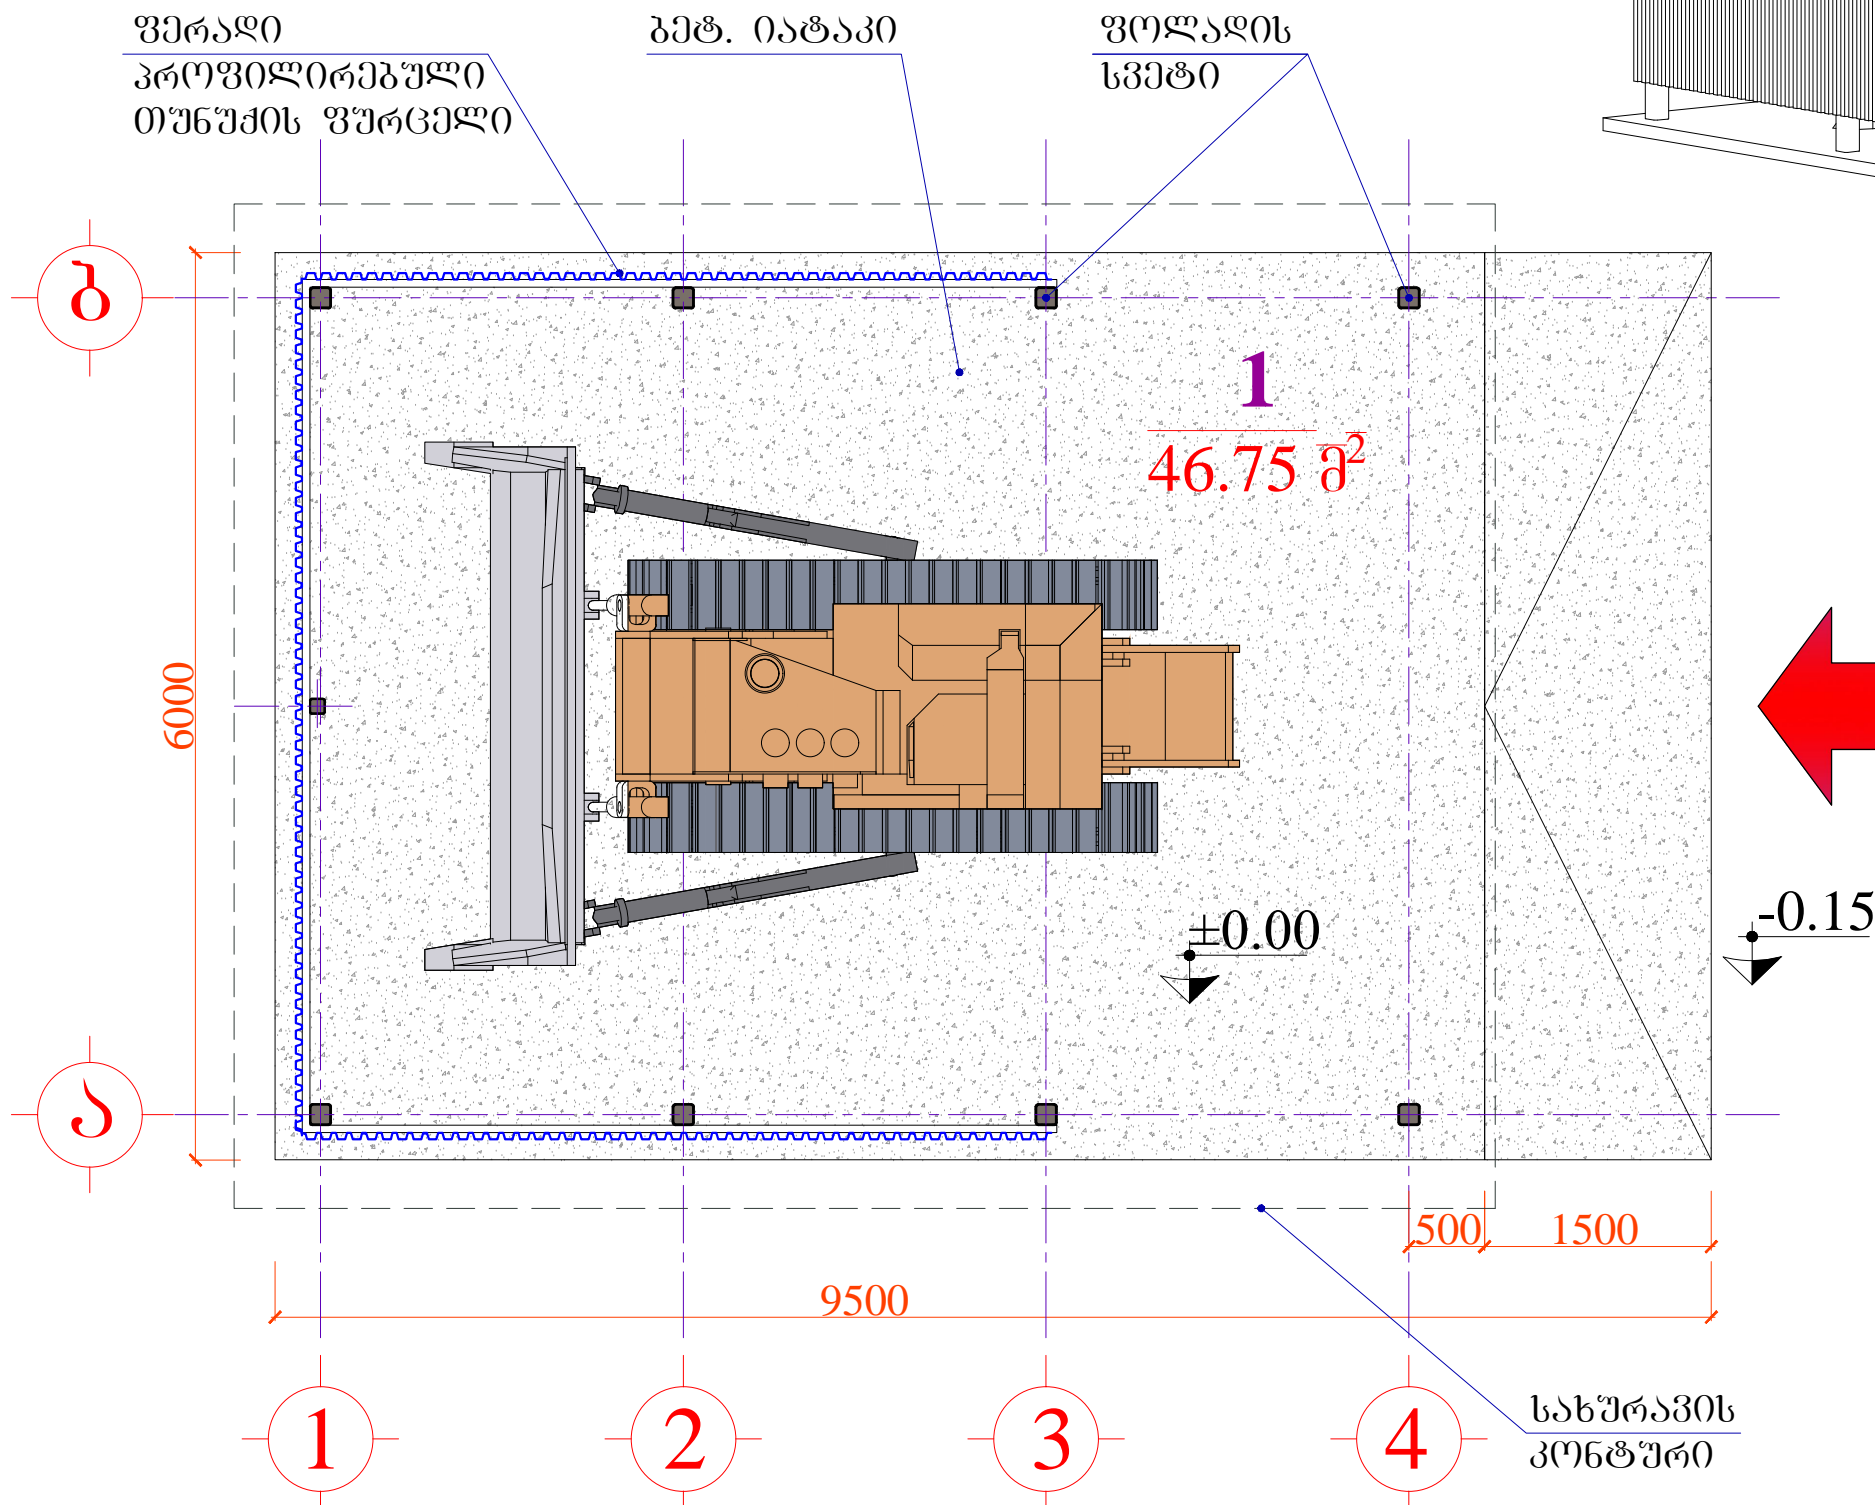 ფერადი
პროფილირებული
თუნუქის ფურცელი
ბეტ. იატაკი
ფოლადის
სვეტი
ბ
1
46.75 მ²
6000
±0.00
-0.15
ა
500
1500
9500
1
2
3
4
სახურავის
კონტური